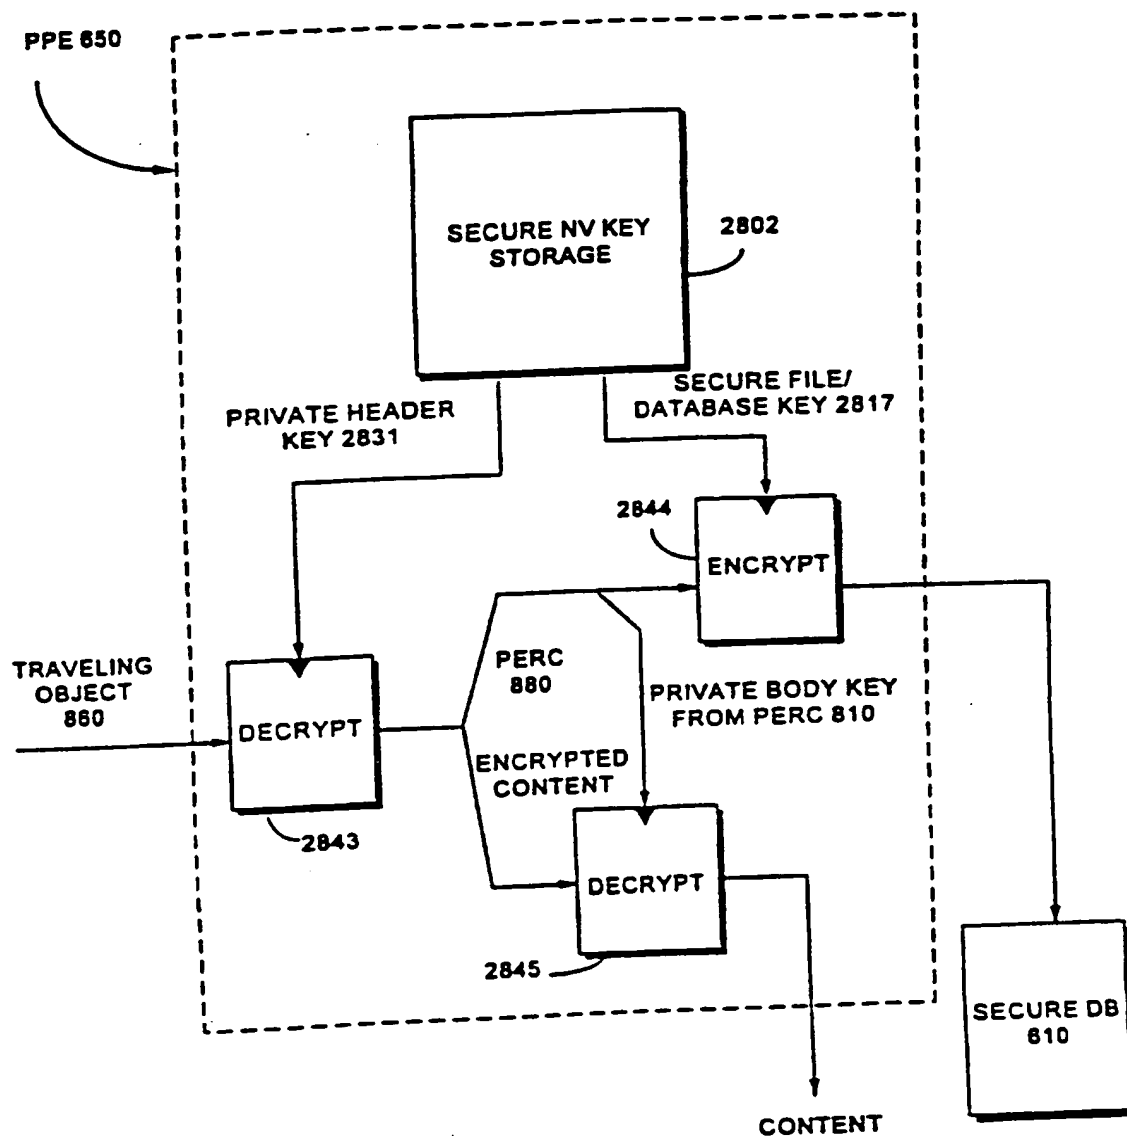 PPE 650
SECURE NV KEY
STORAGE
2802
PRIVATE HEADER
KEY 2831
SECURE FILE/
DATABASE KEY 2817
2844
ENCRYPT
TRAVELING
OBJECT
860
DECRYPT
2843
PERC
880
PRIVATE BODY KEY
FROM PERC 810
ENCRYPTED
CONTENT
DECRYPT
2845
SECURE DB
610
CONTENT